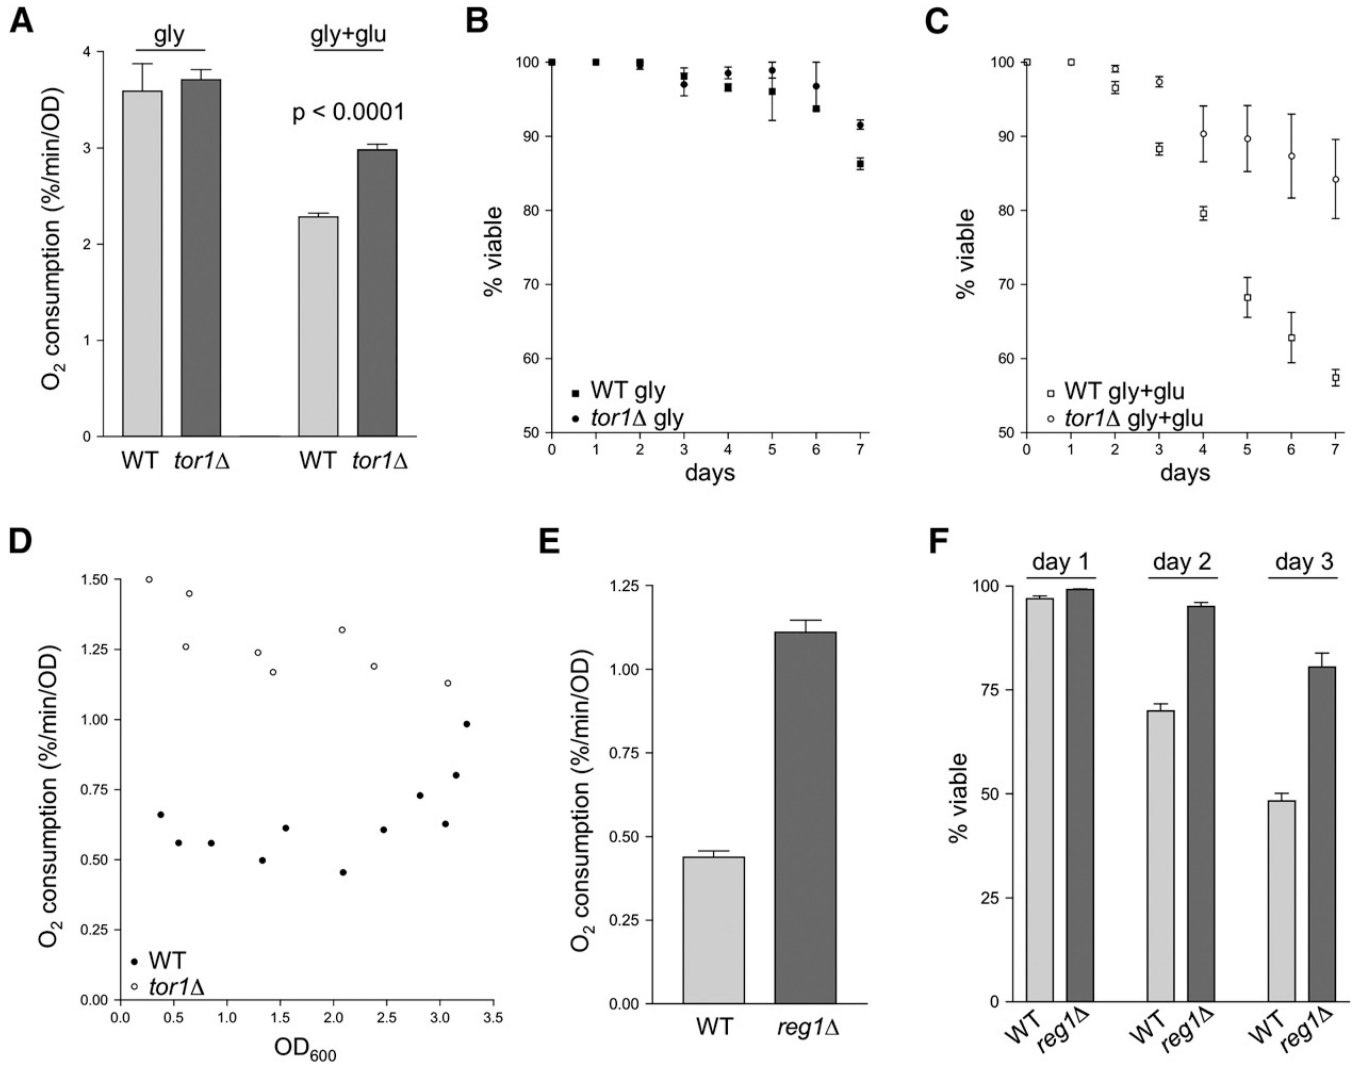 A
gly
gly+glu
p < 0.0001
O2 consumption (%/min/OD)
4
3
2
1
0
WT
tor1Δ
WT
tor1Δ
B
% viable
100
90
80
70
60
50
WT gly
tor1Δ gly
0 1 2 3 4 5 6 7
days
C
% viable
100
90
80
70
60
50
WT gly+glu
tor1Δ gly+glu
0 1 2 3 4 5 6 7
days
D
O2 consumption (%/min/OD)
1.50
1.25
1.00
0.75
0.50
0.25
0.00
WT
tor1Δ
0.0 0.5 1.0 1.5 2.0 2.5 3.0 3.5
OD600
E
O2 consumption (%/min/OD)
1.25
1.00
0.75
0.50
0.25
0.00
WT
reg1Δ
F
day 1
day 2
day 3
% viable
100
75
50
25
0
WT
reg1Δ
WT
reg1Δ
WT
reg1Δ